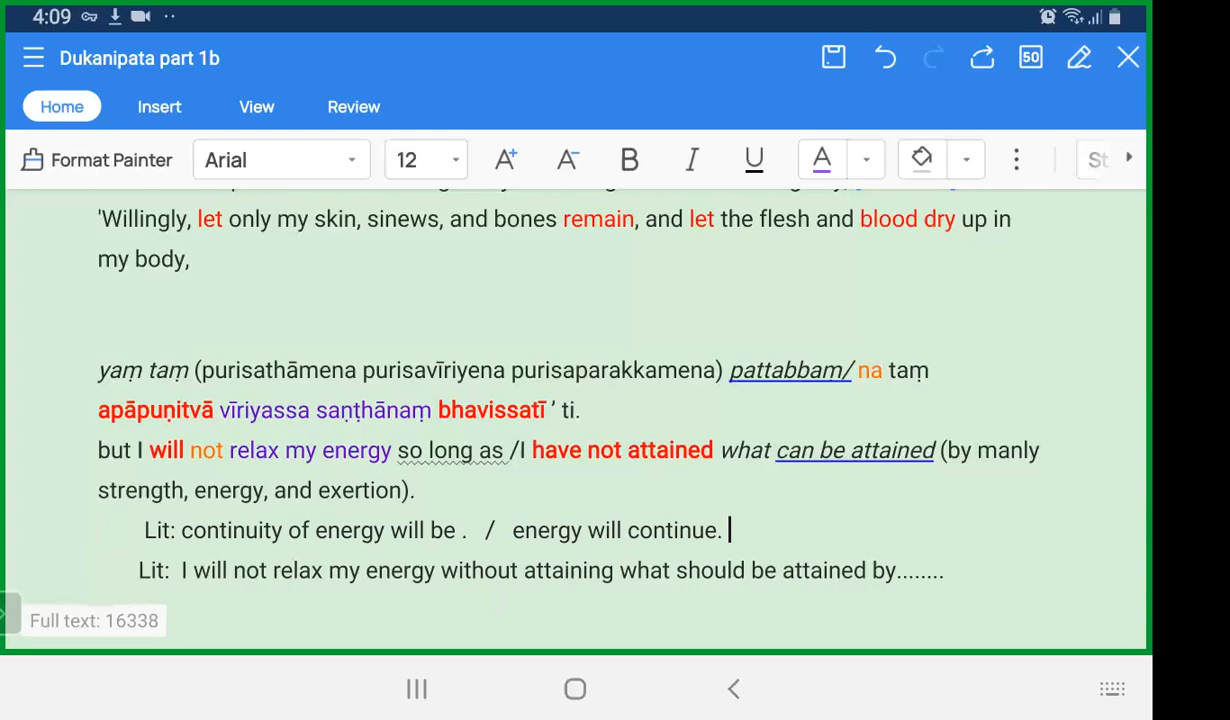 4:09
Dukanipata part 1b
50
Home Insert View Review
Format Painter Arial 12 A+ A− B I U A St
'Willingly, let only my skin, sinews, and bones remain, and let the flesh and blood dry up in
my body,
yaṃ taṃ (purisathāmena purisavīriyena purisaparakkamena) pattabbaṃ/ na taṃ
apāpuṇitvā vīriyassa saṇṭhānaṃ bhavissatī ’ ti.
but I will not relax my energy so long as /I have not attained what can be attained (by manly
strength, energy, and exertion).
Lit: continuity of energy will be . / energy will continue.
Lit: I will not relax my energy without attaining what should be attained by........
Full text: 16338